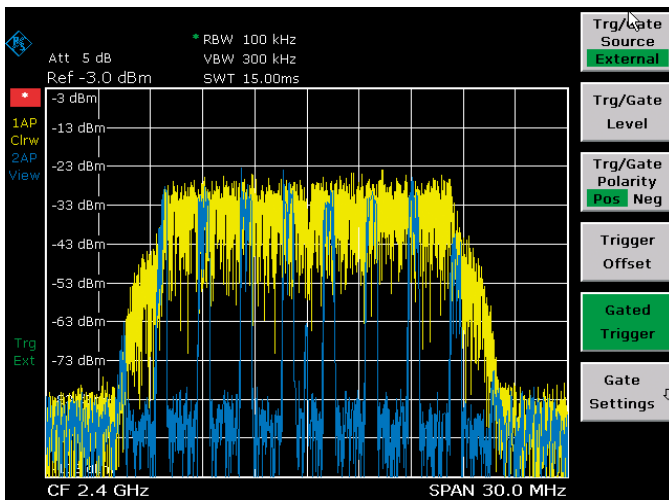 * RBW 100 kHz
Att 5 dB
VBW 300 kHz
Ref -3.0 dBm
SWT 15.00ms
*
-3 dBm
1AP
Clrw
2AP
View
-13 dBm
-23 dBm
-33 dBm
-43 dBm
-53 dBm
-63 dBm
Trg
Ext
-73 dBm
CF 2.4 GHz
SPAN 30.0 MHz
Trg/Gate
Source
External
Trg/Gate
Level
Trg/Gate
Polarity
Pos Neg
Trigger
Offset
Gated
Trigger
Gate
Settings